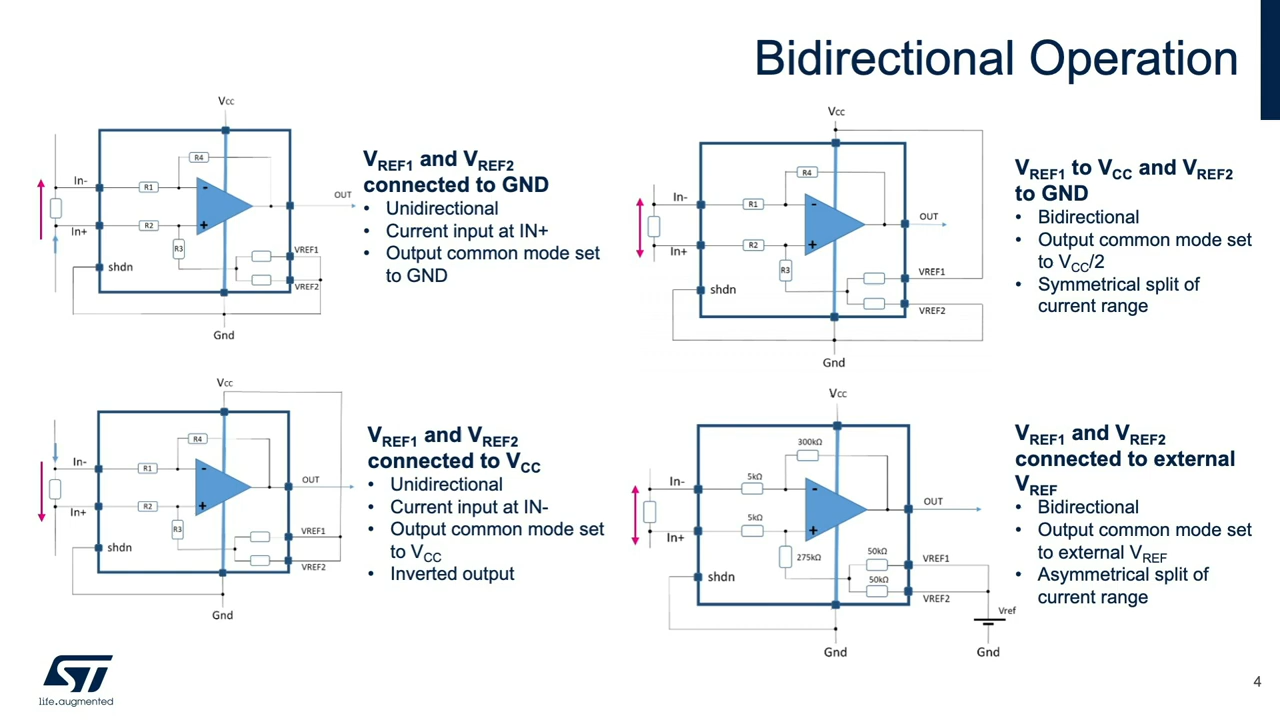 Bidirectional Operation
Vcc
R4
In-
R1
-
OUT
In+
R2
+
R3
VREF1
shdn
VREF2
Gnd
VREF1 and VREF2
connected to GND
• Unidirectional
• Current input at IN+
• Output common mode set
to GND
Vcc
R4
In-
R1
-
OUT
R2
+
In+
R3
VREF1
shdn
VREF2
Gnd
VREF1 to VCC and VREF2
to GND
• Bidirectional
• Output common mode set
to VCC/2
• Symmetrical split of
current range
Vcc
R4
In-
R1
-
OUT
R2
+
In+
R3
VREF1
shdn
VREF2
Gnd
VREF1 and VREF2
connected to VCC
• Unidirectional
• Current input at IN-
• Output common mode set
to VCC
• Inverted output
Vcc
300kΩ
In-
5kΩ
-
OUT
5kΩ
+
In+
275kΩ
50kΩ
VREF1
shdn
50kΩ
VREF2
Vref
Gnd
Gnd
VREF1 and VREF2
connected to external
VREF
• Bidirectional
• Output common mode set
to external VREF
• Asymmetrical split of
current range
ST
life.augmented
4